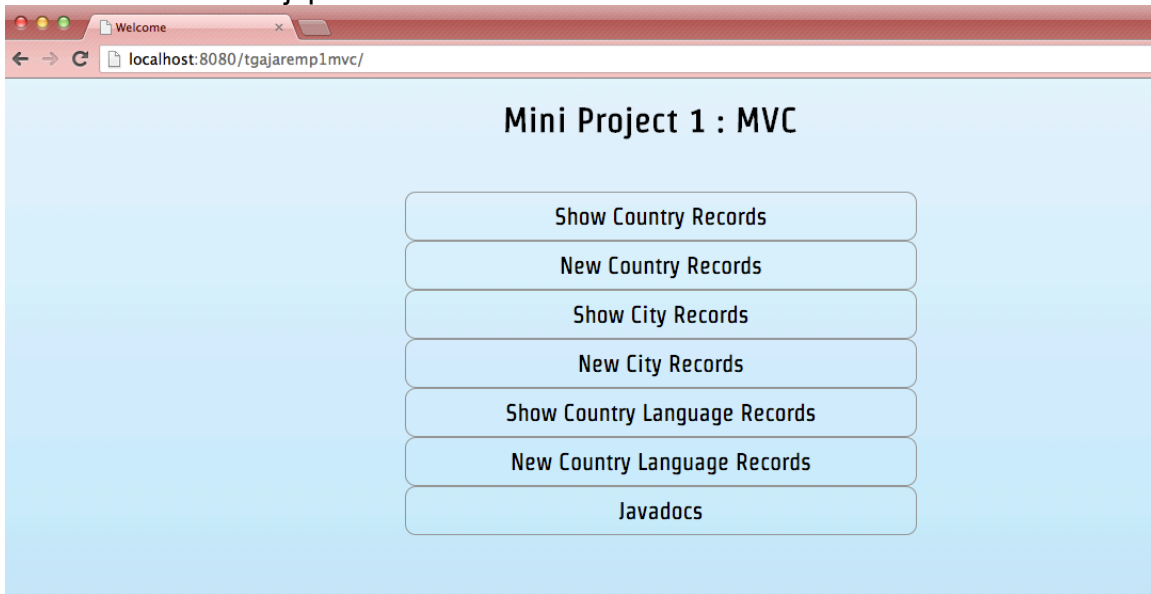 Welcome
localhost:8080/tgajaremp1mvc/
Mini Project 1 : MVC
Show Country Records
New Country Records
Show City Records
New City Records
Show Country Language Records
New Country Language Records
Javadocs